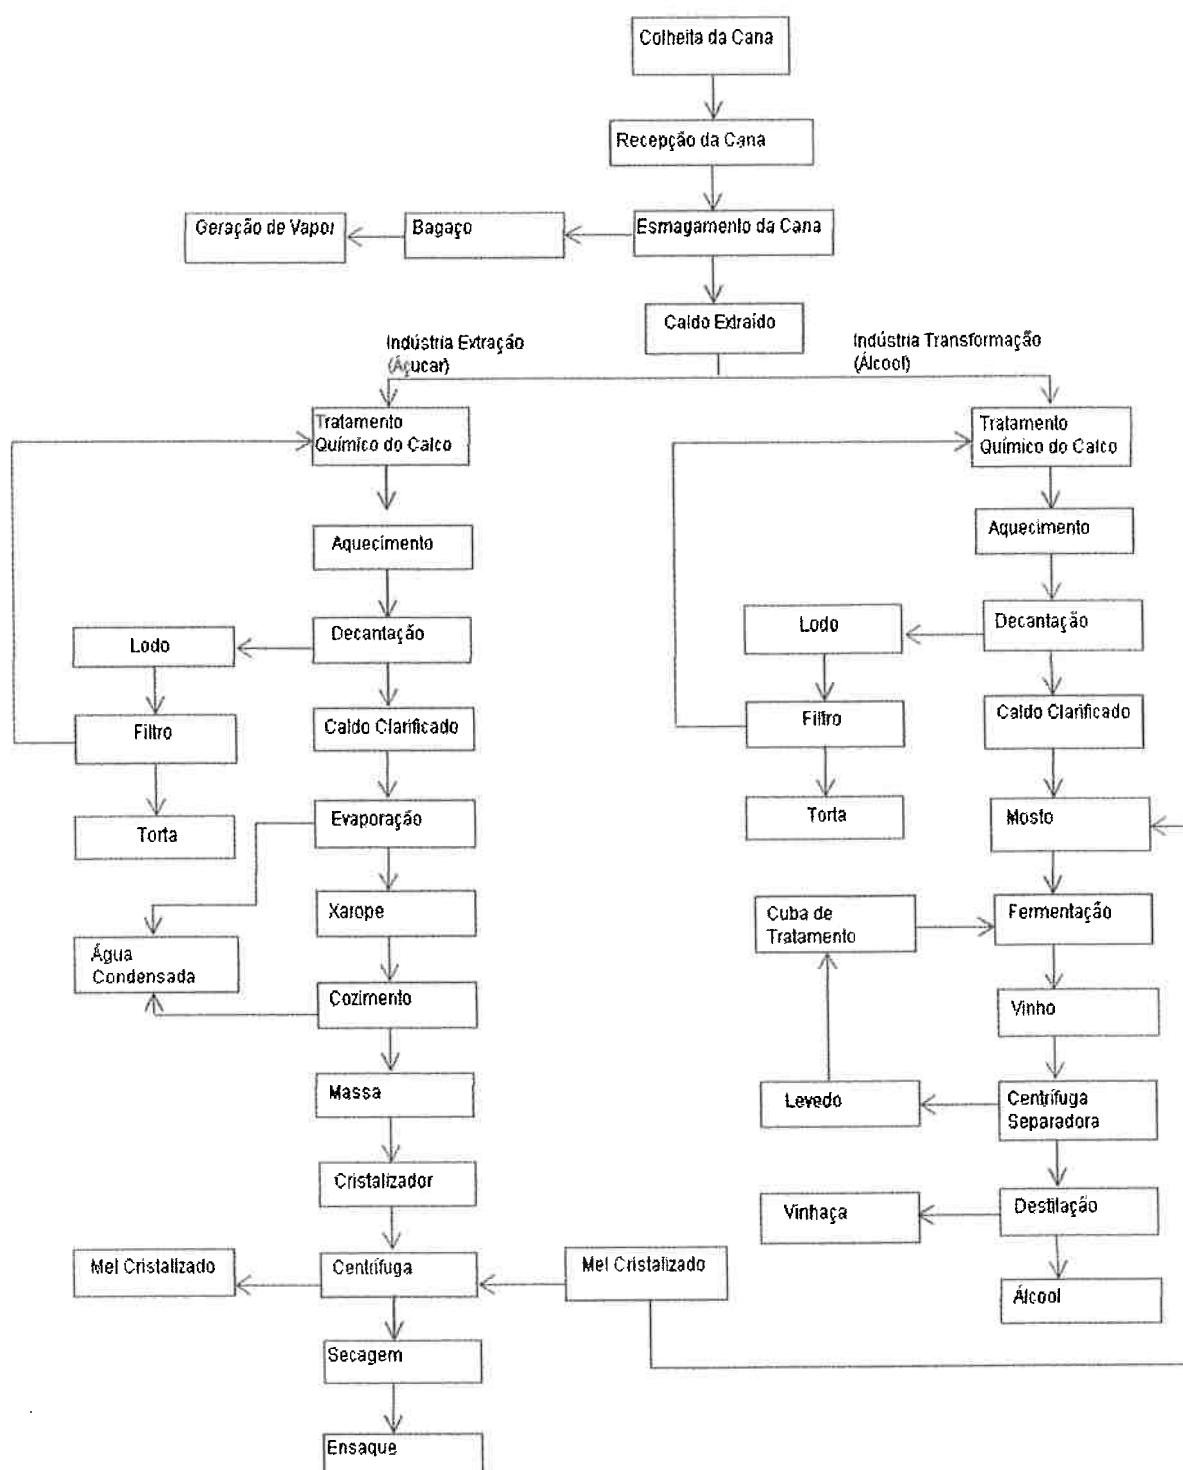 Colheita da Cana
Recepção da Cana
Geração de Vapor
Bagaço
Esmagamento da Cana
Caldo Extraído
Indústria Extração
(Áçucar)
Indústria Transformação
(Álcool)
Tratamento
Químico do Calco
Tratamento
Químico do Calco
Aquecimento
Aquecimento
Lodo
Decantação
Lodo
Decantação
Filtro
Caldo Clarificado
Filtro
Caldo Clarificado
Torta
Evaporação
Torta
Mosto
Xarope
Cuba de
Tratamento
Fermentação
Água
Condensada
Cozimento
Vinho
Massa
Levedo
Centrífuga
Separadora
Cristalizador
Vinhaça
Destilação
Mel Cristalizado
Centrífuga
Mel Cristalizado
Álcool
Secagem
Ensaque